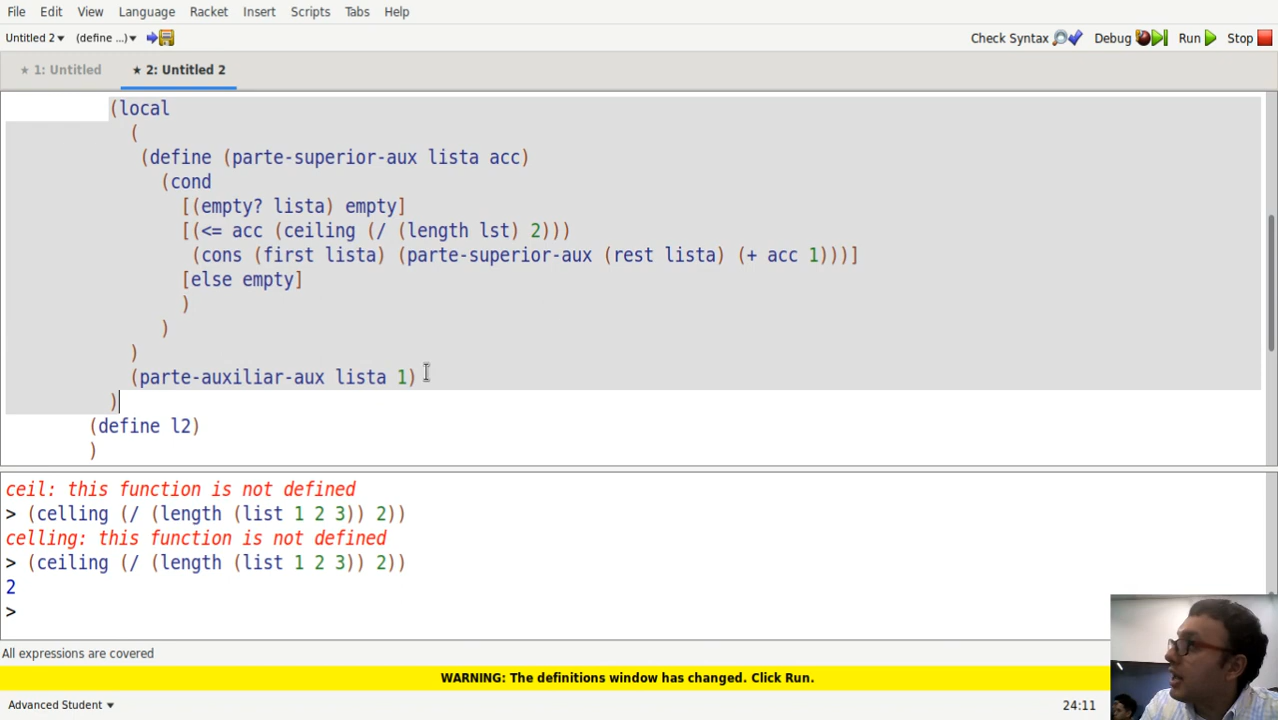 File Edit View Language Racket Insert Scripts Tabs Help
Untitled 2 (define ...) Check Syntax Debug Run Stop
1: Untitled 2: Untitled 2
(local
(
(define (parte-superior-aux lista acc)
(cond
[(empty? lista) empty]
[(<= acc (ceiling (/ (length lst) 2)))
(cons (first lista) (parte-superior-aux (rest lista) (+ acc 1)))]
[else empty]
)
)
)
(parte-auxiliar-aux lista 1)
)
(define l2)
)
ceil: this function is not defined
> (celling (/ (length (list 1 2 3)) 2))
celling: this function is not defined
> (ceiling (/ (length (list 1 2 3)) 2))
2
>
All expressions are covered
WARNING: The definitions window has changed. Click Run.
Advanced Student 24:11